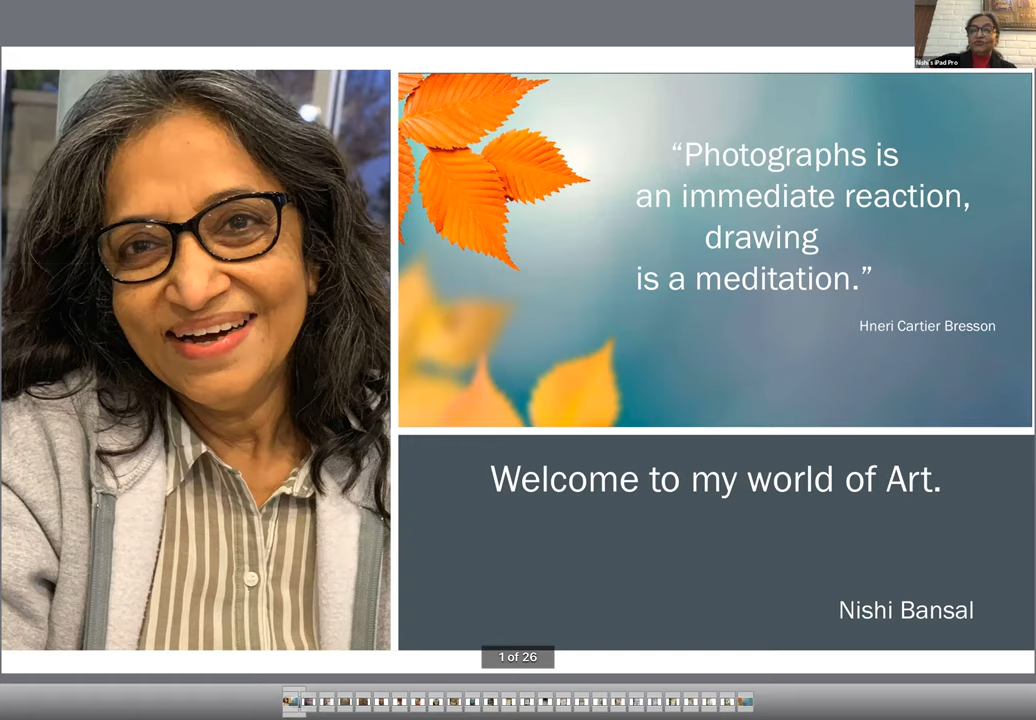 Nishi's iPad Pro
“Photographs is
an immediate reaction,
drawing
is a meditation.”
Hneri Cartier Bresson
Welcome to my world of Art.
Nishi Bansal
1 of 26